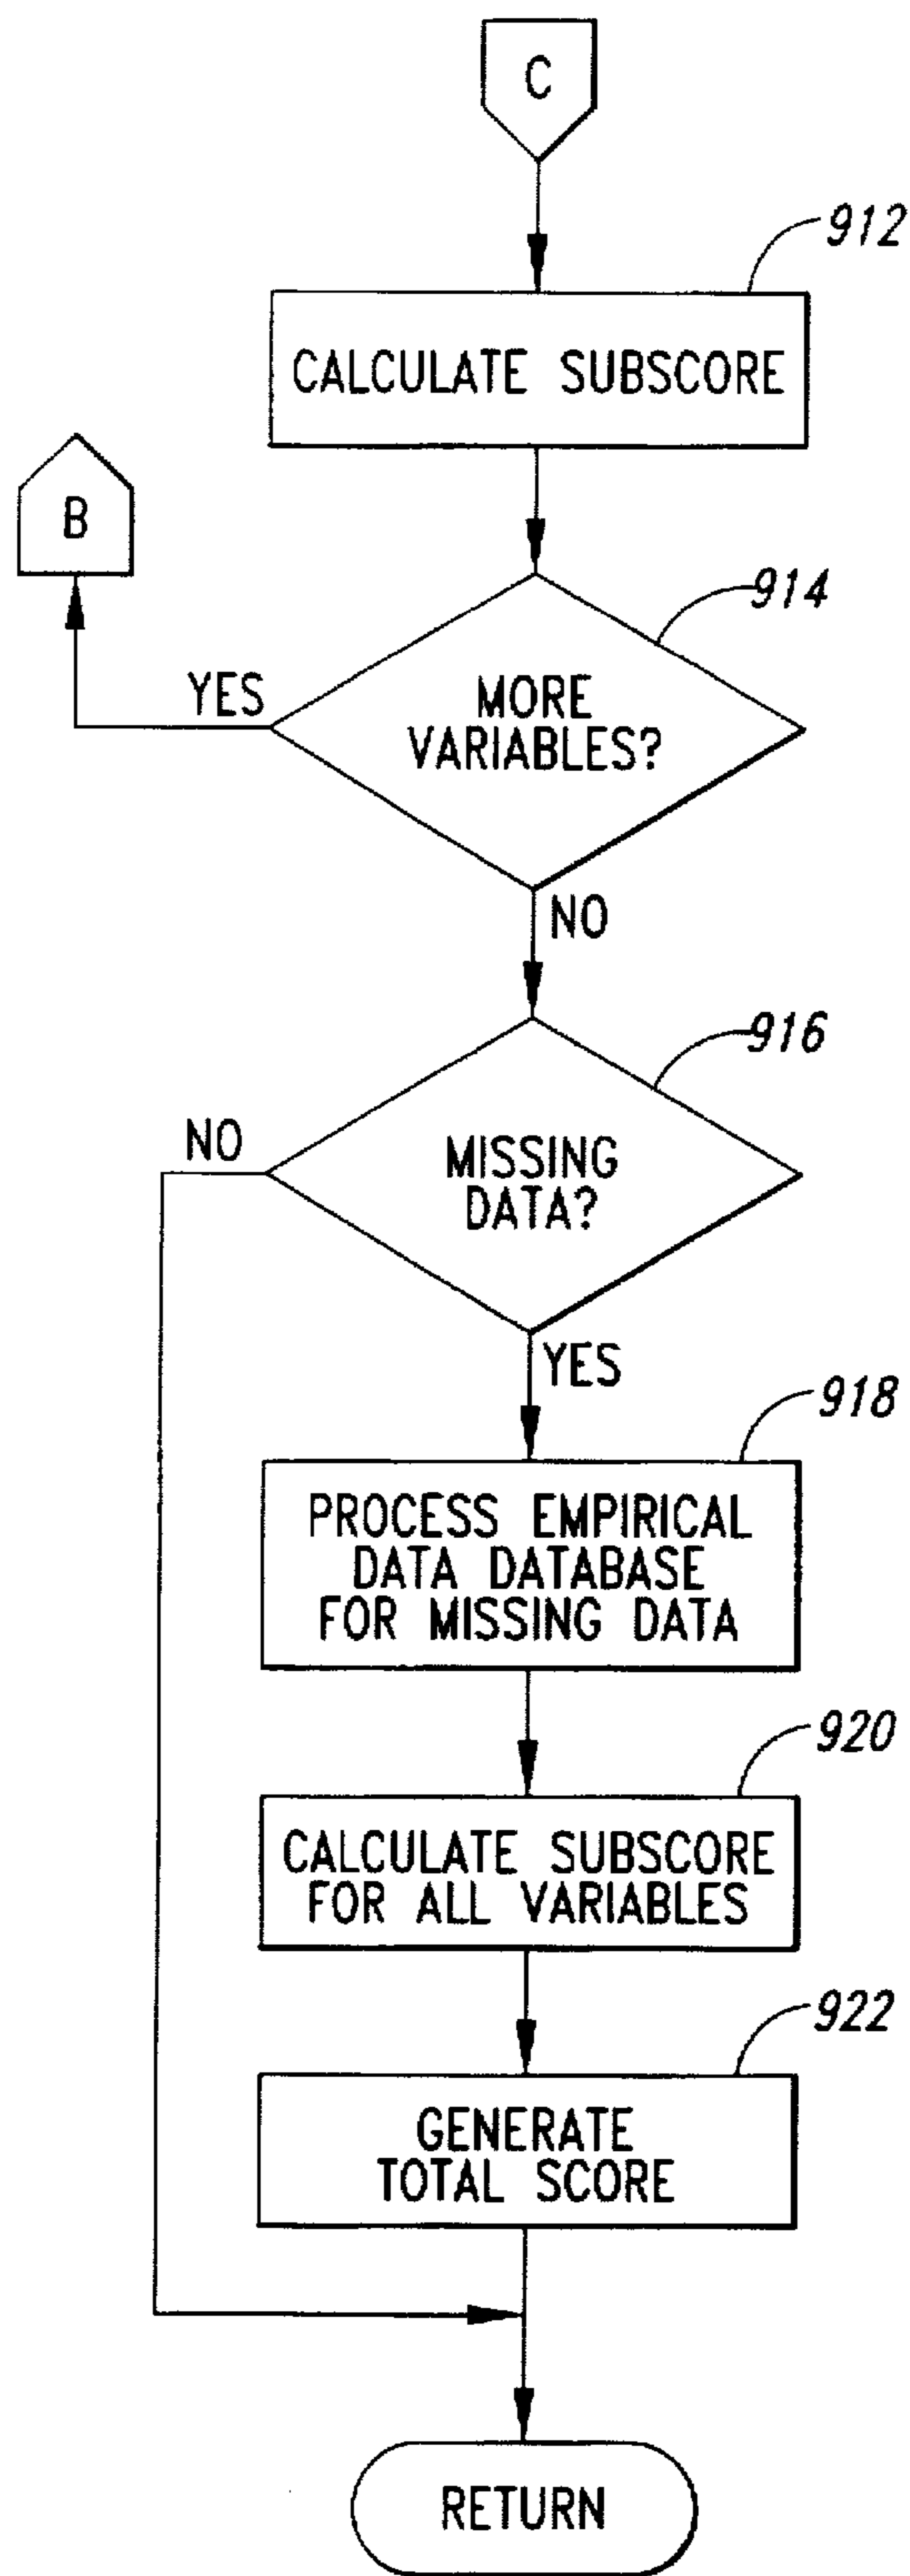 C
912
CALCULATE SUBSCORE
B
914
YES
MORE
VARIABLES?
NO
916
NO
MISSING
DATA?
YES
918
PROCESS EMPIRICAL
DATA DATABASE
FOR MISSING DATA
920
CALCULATE SUBSCORE
FOR ALL VARIABLES
922
GENERATE
TOTAL SCORE
RETURN